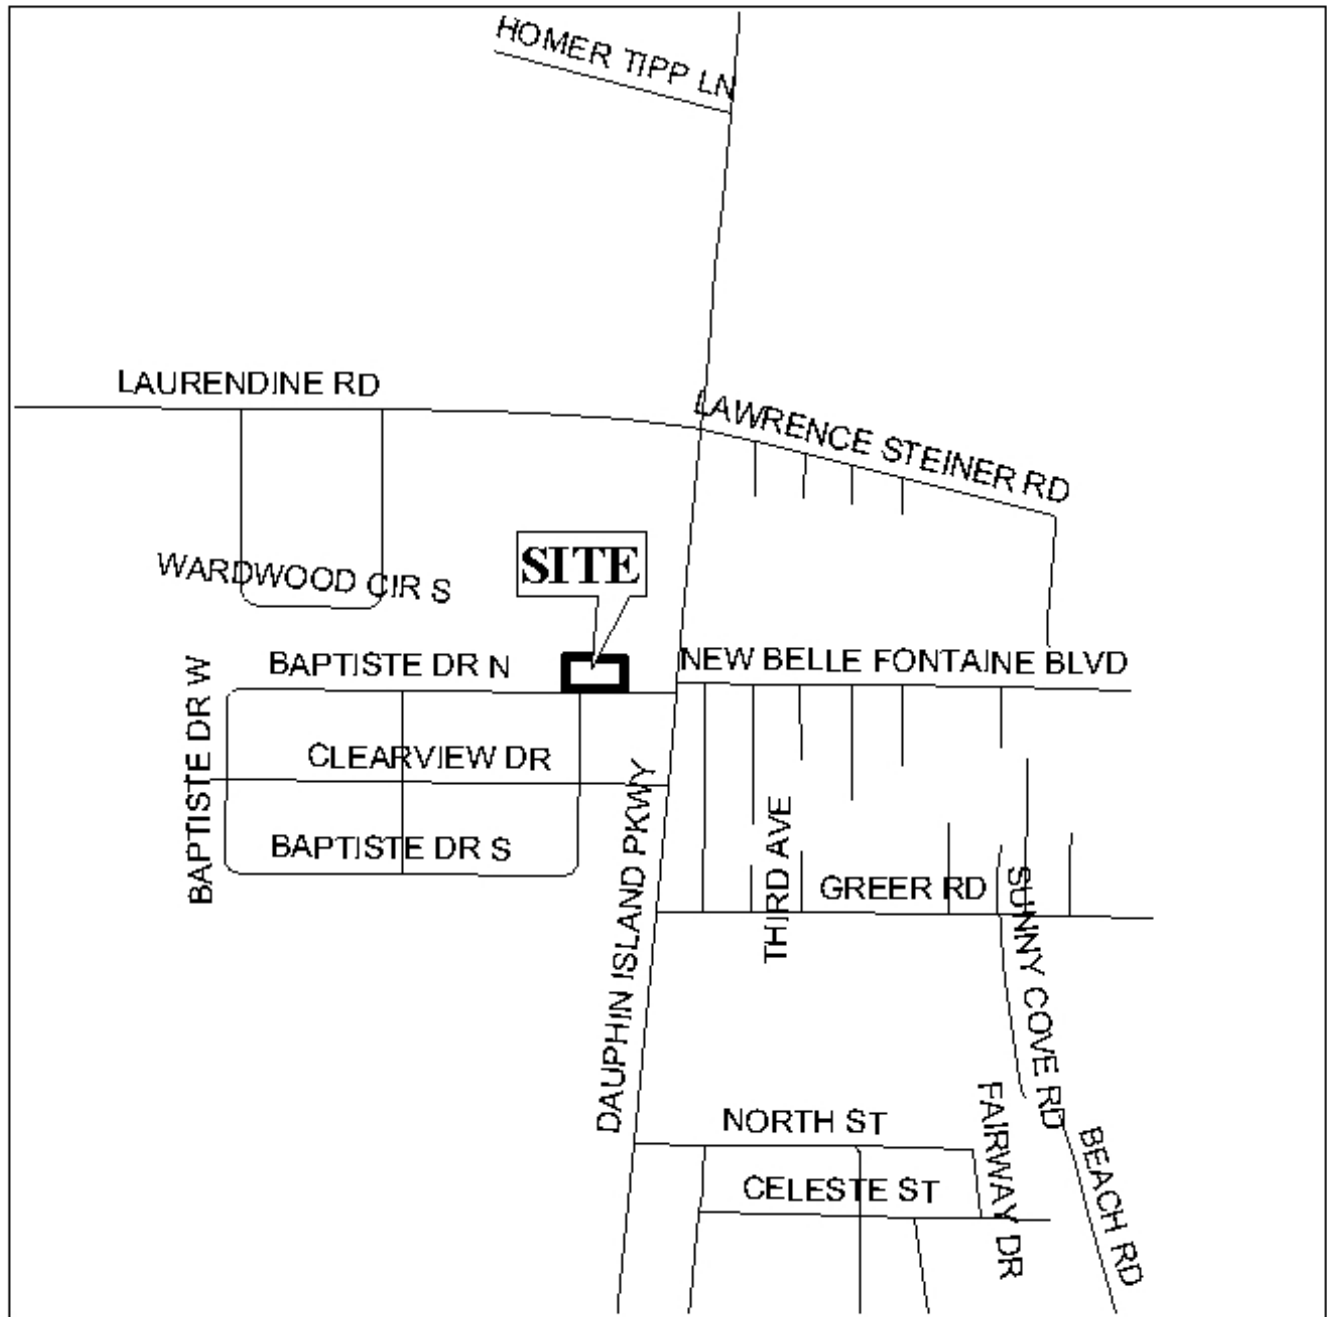 HOMER TIPP LN
LAURENDINE RD
LAWRENCE STEINER RD
SITE
WARDWOOD CIR S
BAPTISTE DR N
NEW BELLE FONTAINE BLVD
BAPTISTE DR W
CLEARVIEW DR
DAUPHIN ISLAND PKWY
THIRD AVE
BAPTISTE DR S
GREER RD
SUNNY COVE RD
NORTH ST
FAIRWAY DR
BEACH RD
CELESTE ST